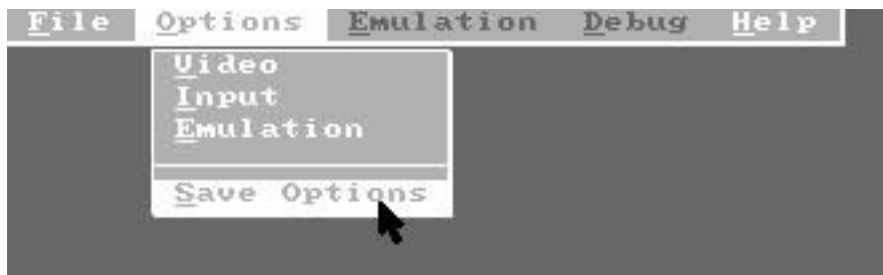 File Options Emulation Debug Help
Video
Input
Emulation
Save Options